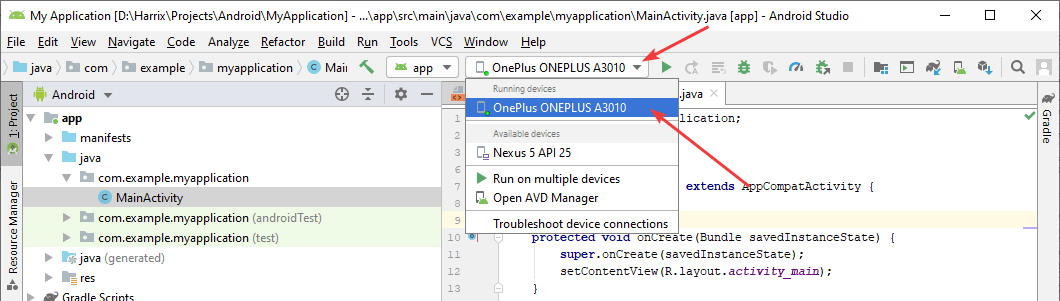 My Application [D:\Harrix\Projects\Android\MyApplication] - ...\app\src\main\java\com\example\myapplication\MainActivity.java [app] - Android Studio
File Edit View Navigate Code Analyze Refactor Build Run Tools VCS Window Help
java com example myapplication Mai app OnePlus ONEPLUS A3010
Android
.java
Running devices
OnePlus ONEPLUS A3010
Available devices
Nexus 5 API 25
Run on multiple devices
Open AVD Manager
Troubleshoot device connections
1: Project
Resource Manager
app
manifests
java
com.example.myapplication
MainActivity
com.example.myapplication (androidTest)
com.example.myapplication (test)
java (generated)
res
Gradle Scripts
1 lication;
2
3
6
7 extends AppCompatActivity {
8
9
10 protected void onCreate(Bundle savedInstanceState) {
11 super.onCreate(savedInstanceState);
12 setContentView(R.layout.activity_main);
13 }
Gradle